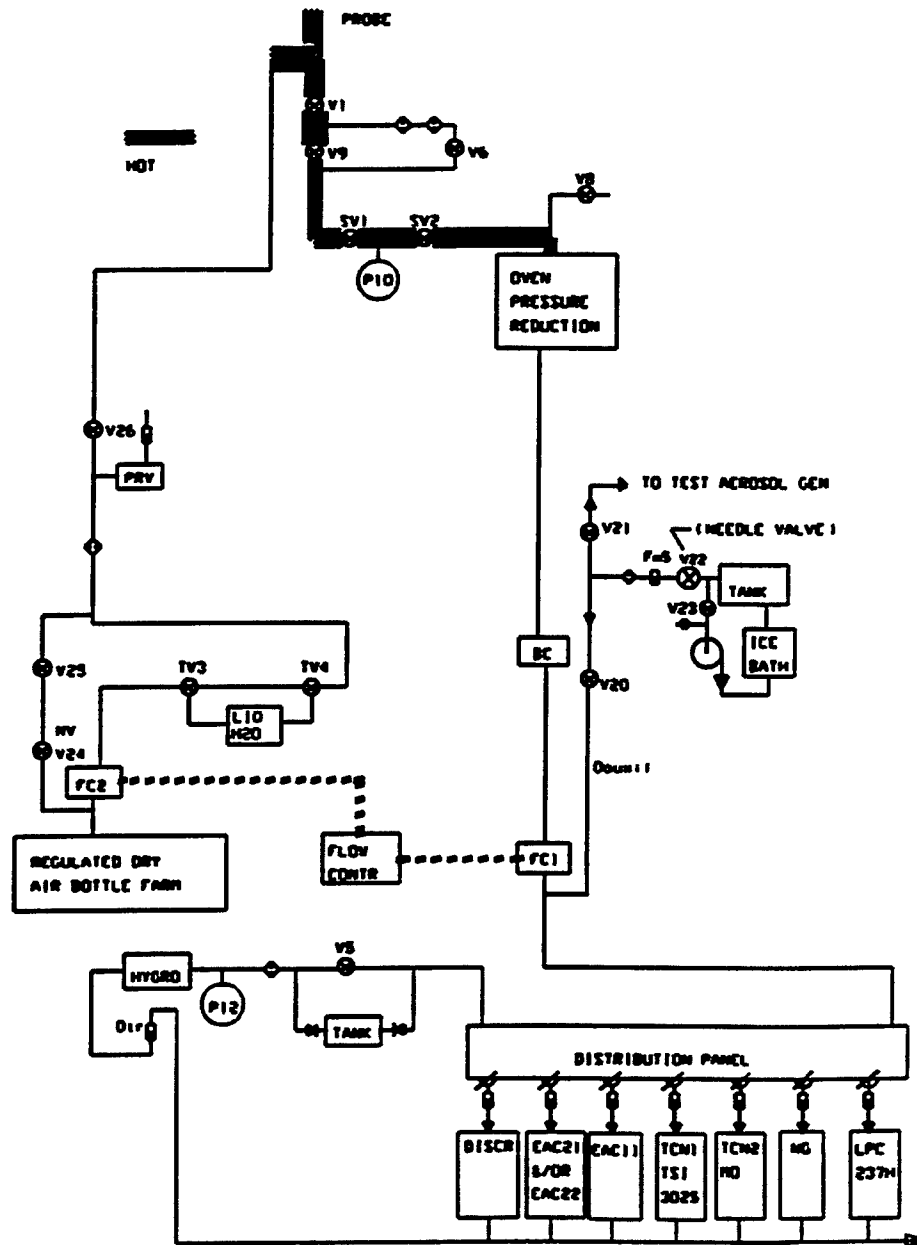 PROBE
V1
HOT
V9
V6
V8
SV1
SV2
P10
OVEN
PRESSURE
REDUCTION
V26
PRV
TO TEST AEROSOL GEN
V21
(NEEDLE VALVE)
V22
TANK
V23
ICE
BATH
BC
V20
V25
TV3
TV4
LIQ
H2O
NV
V24
FC2
FLOW
CONTR
FC1
REGULATED DRY
AIR BOTTLE FARM
V5
HYGRO
P12
TANK
DISTRIBUTION PANEL
DISCR
EAC21
&/OR
EAC22
EAC11
TCN1
TSI
3025
TCN2
MO
LPC
237H